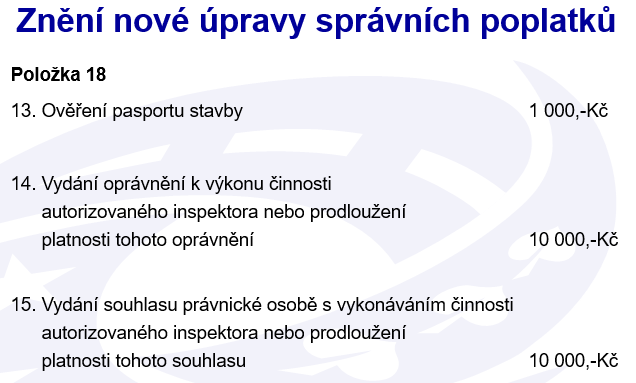 Znění nové úpravy správních poplatků
Položka 18
13. Ověření pasportu stavby 1 000,-Kč
14. Vydání oprávnění k výkonu činnosti
autorizovaného inspektora nebo prodloužení
platnosti tohoto oprávnění 10 000,-Kč
15. Vydání souhlasu právnické osobě s vykonáváním činnosti
autorizovaného inspektora nebo prodloužení
platnosti tohoto souhlasu 10 000,-Kč